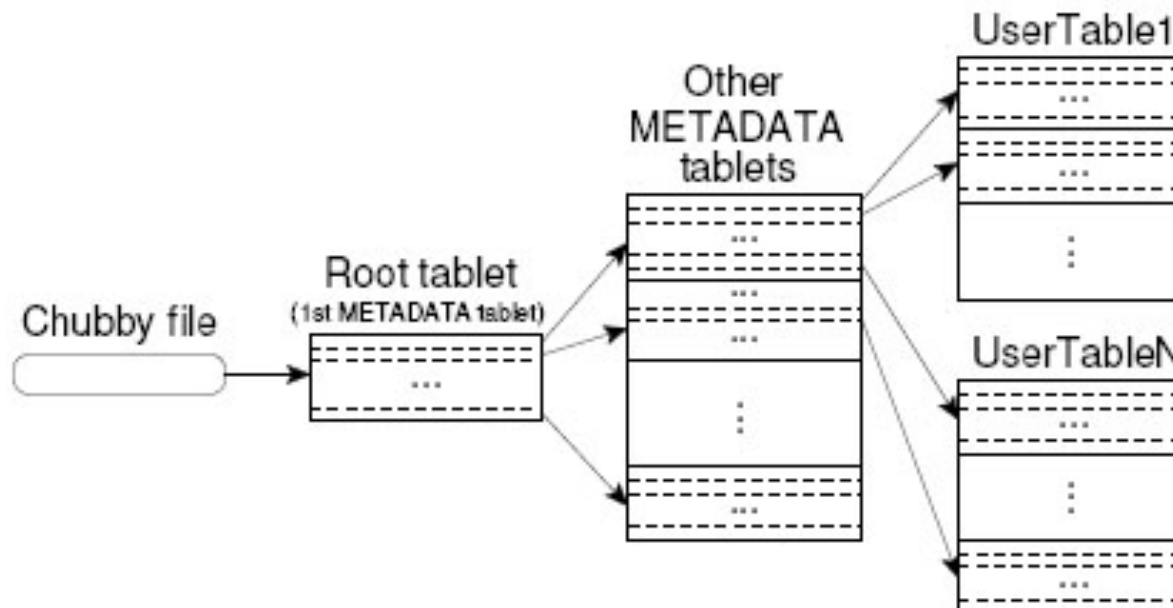 Chubby file
Root tablet
(1st METADATA tablet)
...
Other
METADATA
tablets
...
...
...
...
UserTable1
...
...
UserTableN
...
...